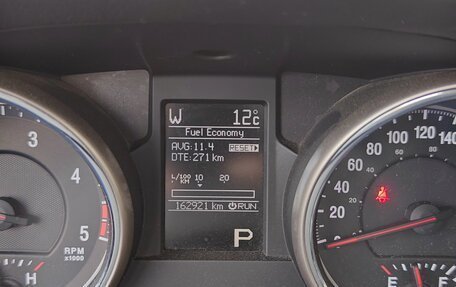 W 12°C
Fuel Economy
AVG:11.4 RESET
DTE:271 km
L/100 KM 10 20
162921 km RUN
P
3
4
5
RPM x1000
H
0
20
40
60
80
100 120 140
E F